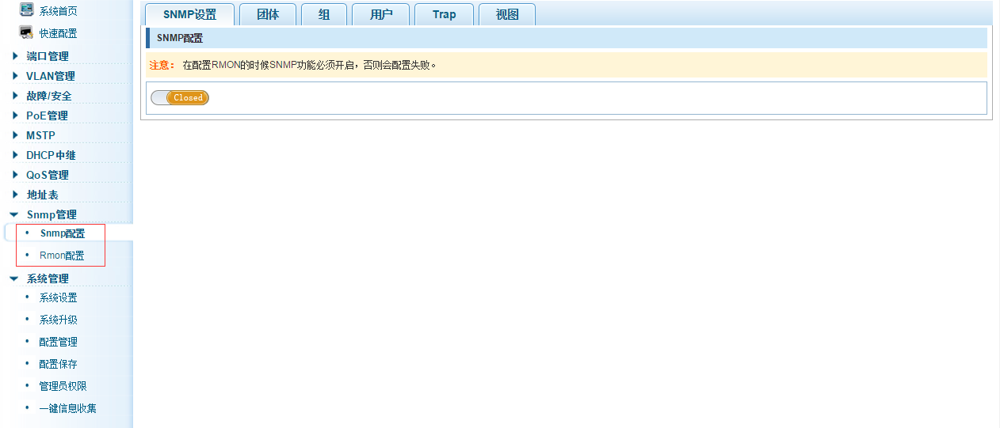 系统首页
快速配置
端口管理
VLAN管理
故障/安全
PoE管理
MSTP
DHCP中继
QoS管理
地址表
Snmp管理
Snmp配置
Rmon配置
系统管理
系统设置
系统升级
配置管理
配置保存
管理员权限
一键信息收集
SNMP设置 团体 组 用户 Trap 视图
SNMP配置
注意： 在配置RMON的时候SNMP功能必须开启，否则会配置失败。
Closed